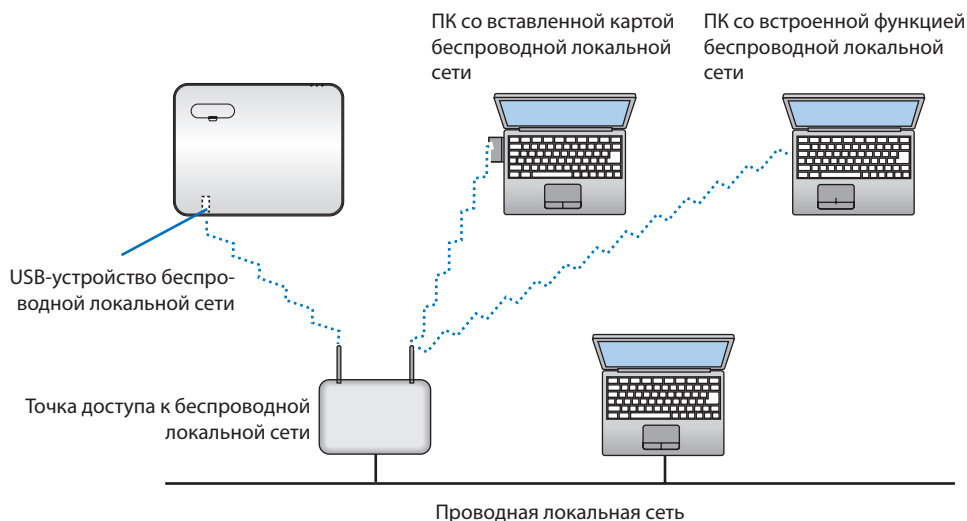 ПК со вставленной картой
беспроводной локальной
сети
ПК со встроенной функцией
беспроводной локальной
сети
USB-устройство беспро-
водной локальной сети
Точка доступа к беспроводной
локальной сети
Проводная локальная сеть